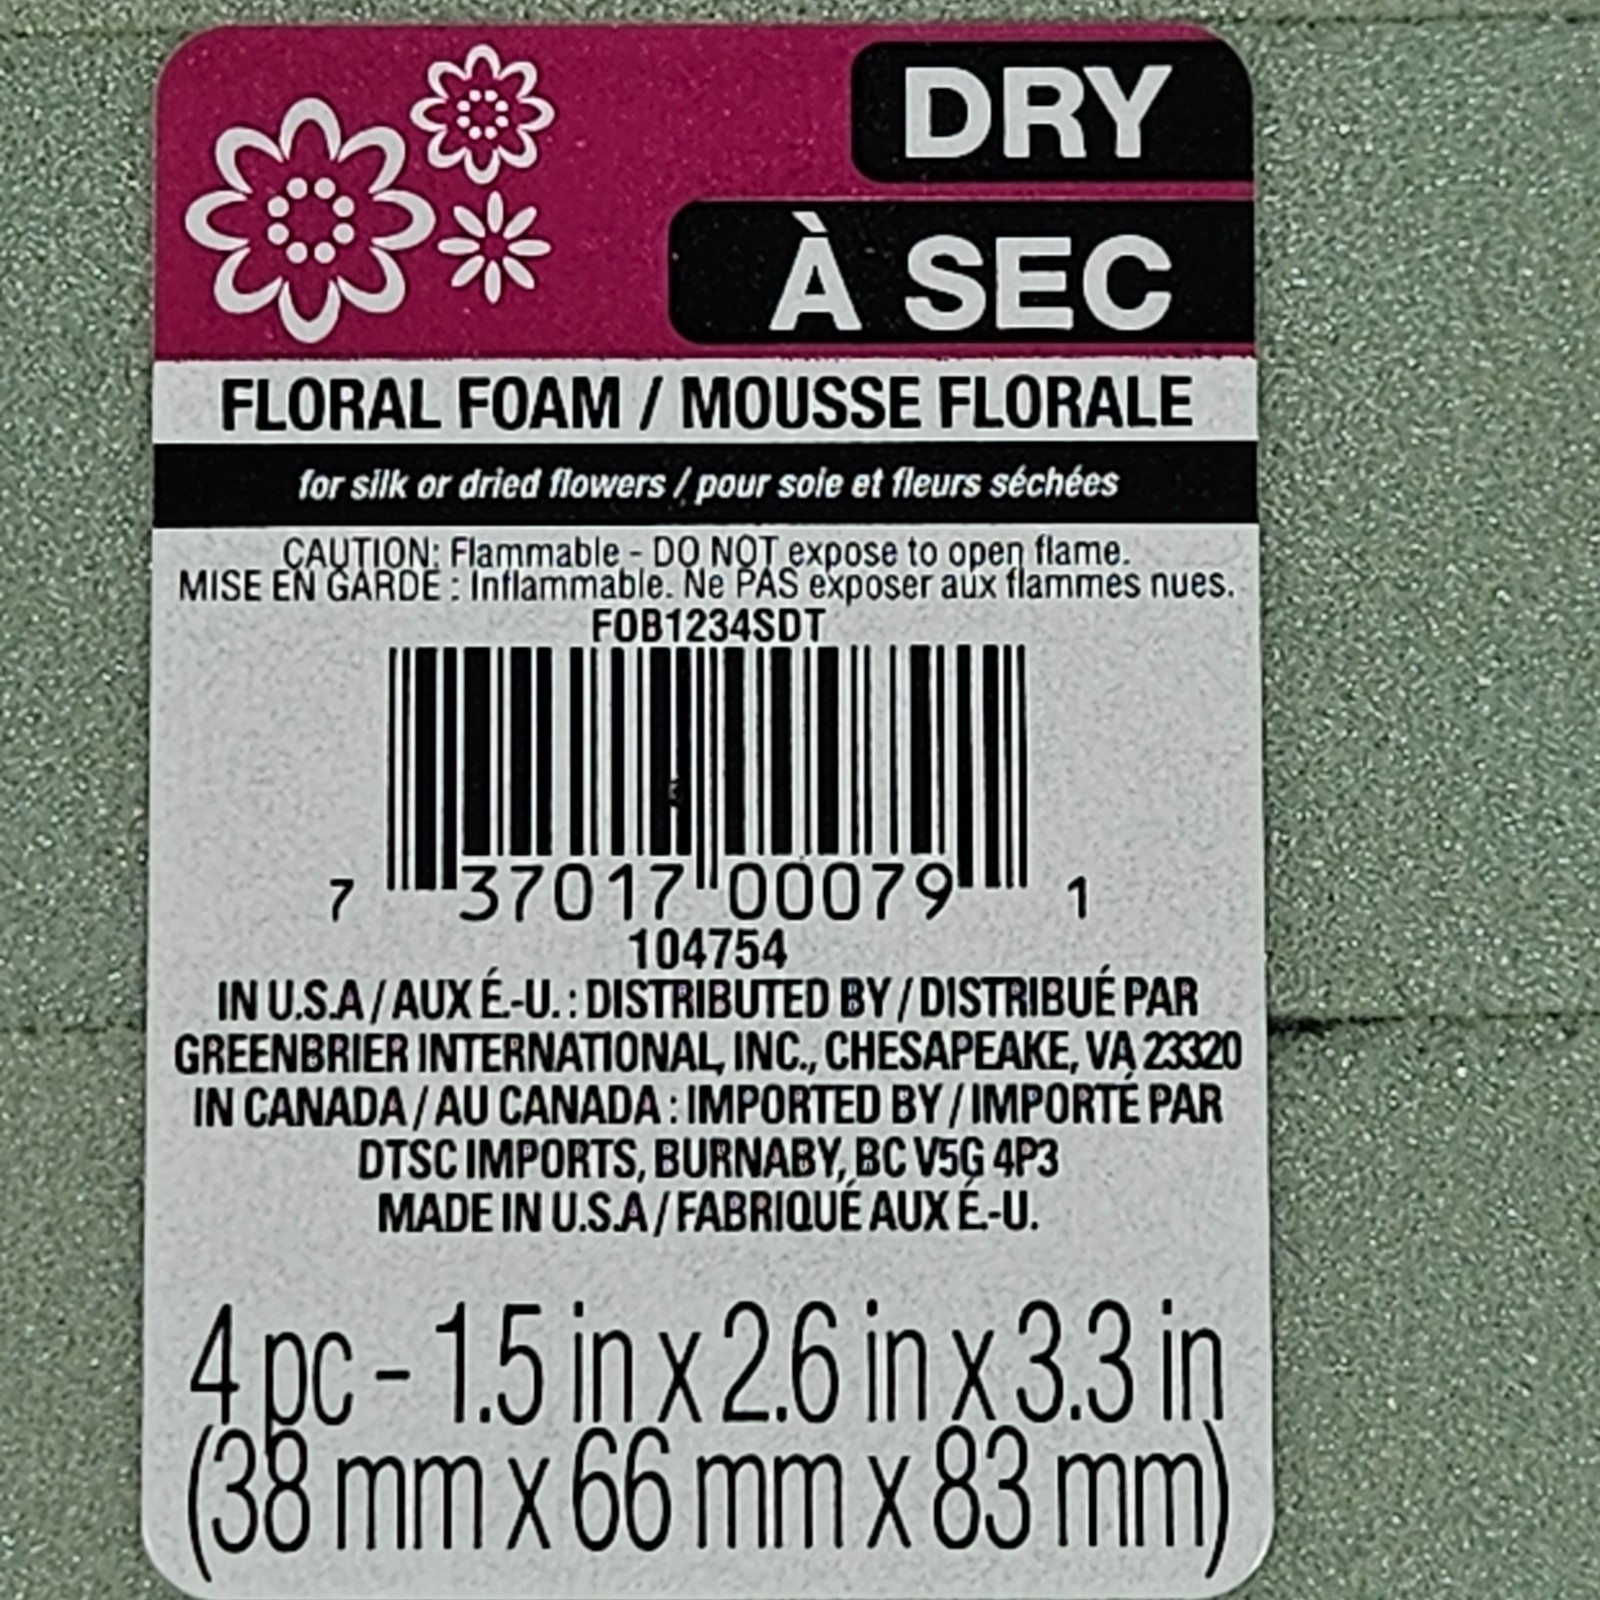 DRY
À SEC
FLORAL FOAM / MOUSSE FLORALE
for silk or dried flowers / pour soie et fleurs séchées
CAUTION: Flammable - DO NOT expose to open flame.
MISE EN GARDE : Inflammable. Ne PAS exposer aux flammes nues.
FOB1234SDT
7 37017 00079 1
104754
IN U.S.A / AUX É.-U. : DISTRIBUTED BY / DISTRIBUÉ PAR
GREENBRIER INTERNATIONAL, INC., CHESAPEAKE, VA 23320
IN CANADA / AU CANADA : IMPORTED BY / IMPORTÉ PAR
DTSC IMPORTS, BURNABY, BC V5G 4P3
MADE IN U.S.A / FABRIQUÉ AUX É.-U.
4 pc - 1.5 in x 2.6 in x 3.3 in
(38 mm x 66 mm x 83 mm)